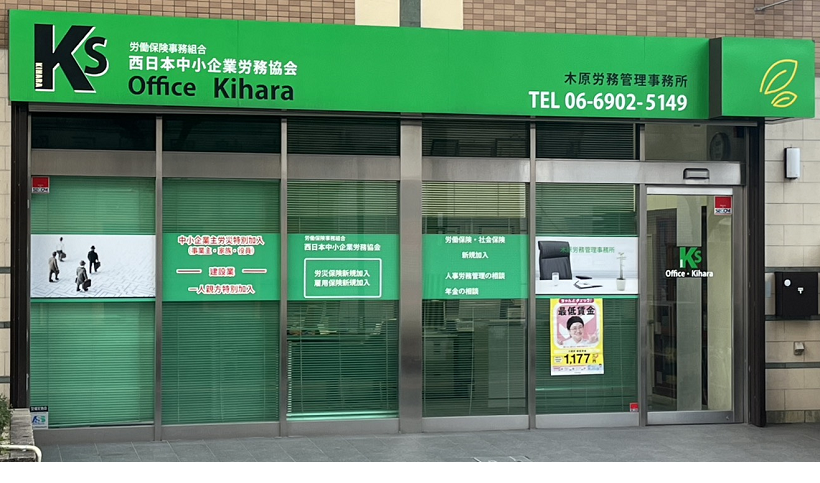 KS
KIHARA
労働保険事務組合
西日本中小企業労務協会
Office Kihara
木原労務管理事務所
TEL 06-6902-5149
中小企業主労災特別加入
(事業主・家族・役員)
建設業
一人親方特別加入
労働保険事務組合
西日本中小企業労務協会
労災保険新規加入
雇用保険新規加入
労働保険・社会保険
新規加入
人事労務管理の相談
年金の相談
木原労務管理事務所
最低賃金
1,177
KS
Office・Kihara